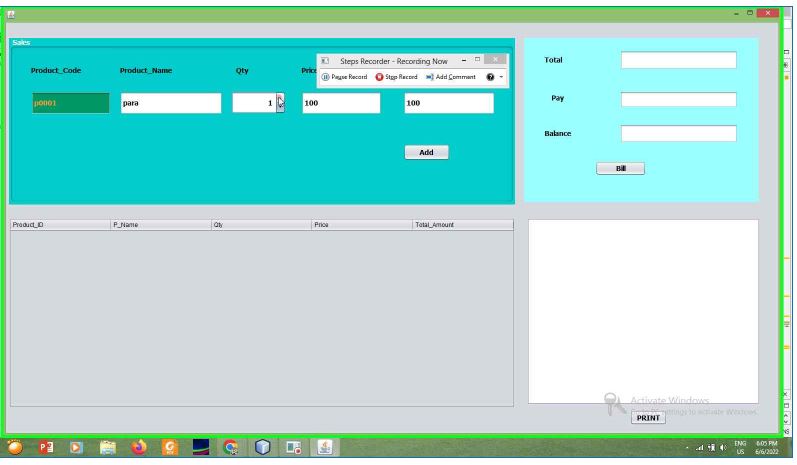 Sales
Steps Recorder - Recording Now
Pause Record Stop Record Add Comment
Product_Code Product_Name Qty Price
p0001 para 1 100 100
Add
Total
Pay
Balance
Bill
Product_ID P_Name Qty Price Total_Amount
Activate Windows
settings to activate Windows.
PRINT
ENG 6:05 PM
US 6/6/2022